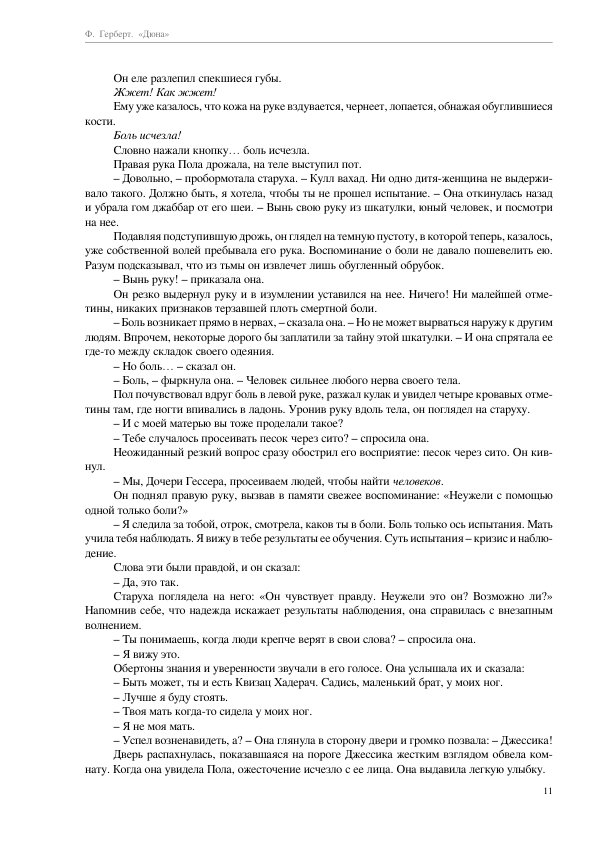 Ф. Герберт. «Дюна»
Он еле разлепил спекшиеся губы.
Жжет! Как жжет!
Ему уже казалось, что кожа на руке вздувается, чернеет, лопается, обнажая обуглившиеся
кости.
Боль исчезла!
Словно нажали кнопку… боль исчезла.
Правая рука Пола дрожала, на теле выступил пот.
– Довольно, – пробормотала старуха. – Кулл вахад. Ни одно дитя-женщина не выдержи-
вало такого. Должно быть, я хотела, чтобы ты не прошел испытание. – Она откинулась назад
и убрала гом джаббар от его шеи. – Вынь свою руку из шкатулки, юный человек, и посмотри
на нее.
Подавляя подступившую дрожь, он глядел на темную пустоту, в которой теперь, казалось,
уже собственной волей пребывала его рука. Воспоминание о боли не давало пошевелить ею.
Разум подсказывал, что из тьмы он извлечет лишь обугленный обрубок.
– Вынь руку! – приказала она.
Он резко выдернул руку и в изумлении уставился на нее. Ничего! Ни малейшей отме-
тины, никаких признаков терзавшей плоть смертной боли.
– Боль возникает прямо в нервах, – сказала она. – Но не может вырваться наружу к другим
людям. Впрочем, некоторые дорого бы заплатили за тайну этой шкатулки. – И она спрятала ее
где-то между складок своего одеяния.
– Но боль… – сказал он.
– Боль, – фыркнула она. – Человек сильнее любого нерва своего тела.
Пол почувствовал вдруг боль в левой руке, разжал кулак и увидел четыре кровавых отме-
тины там, где ногти впивались в ладонь. Уронив руку вдоль тела, он поглядел на старуху.
– И с моей матерью вы тоже проделали такое?
– Тебе случалось просеивать песок через сито? – спросила она.
Неожиданный резкий вопрос сразу обострил его восприятие: песок через сито. Он кив-
нул.
– Мы, Дочери Гессера, просеиваем людей, чтобы найти человеков.
Он поднял правую руку, вызвав в памяти свежее воспоминание: «Неужели с помощью
одной только боли?»
– Я следила за тобой, отрок, смотрела, каков ты в боли. Боль только ось испытания. Мать
учила тебя наблюдать. Я вижу в тебе результаты ее обучения. Суть испытания – кризис и наблю-
дение.
Слова эти были правдой, и он сказал:
– Да, это так.
Старуха поглядела на него: «Он чувствует правду. Неужели это он? Возможно ли?»
Напомнив себе, что надежда искажает результаты наблюдения, она справилась с внезапным
волнением.
– Ты понимаешь, когда люди крепче верят в свои слова? – спросила она.
– Я вижу это.
Обертоны знания и уверенности звучали в его голосе. Она услышала их и сказала:
– Быть может, ты и есть Квизац Хадерач. Садись, маленький брат, у моих ног.
– Лучше я буду стоять.
– Твоя мать когда-то сидела у моих ног.
– Я не моя мать.
– Успел возненавидеть, а? – Она глянула в сторону двери и громко позвала: – Джессика!
Дверь распахнулась, показавшаяся на пороге Джессика жестким взглядом обвела ком-
нату. Когда она увидела Пола, ожесточение исчезло с ее лица. Она выдавила легкую улыбку.
11